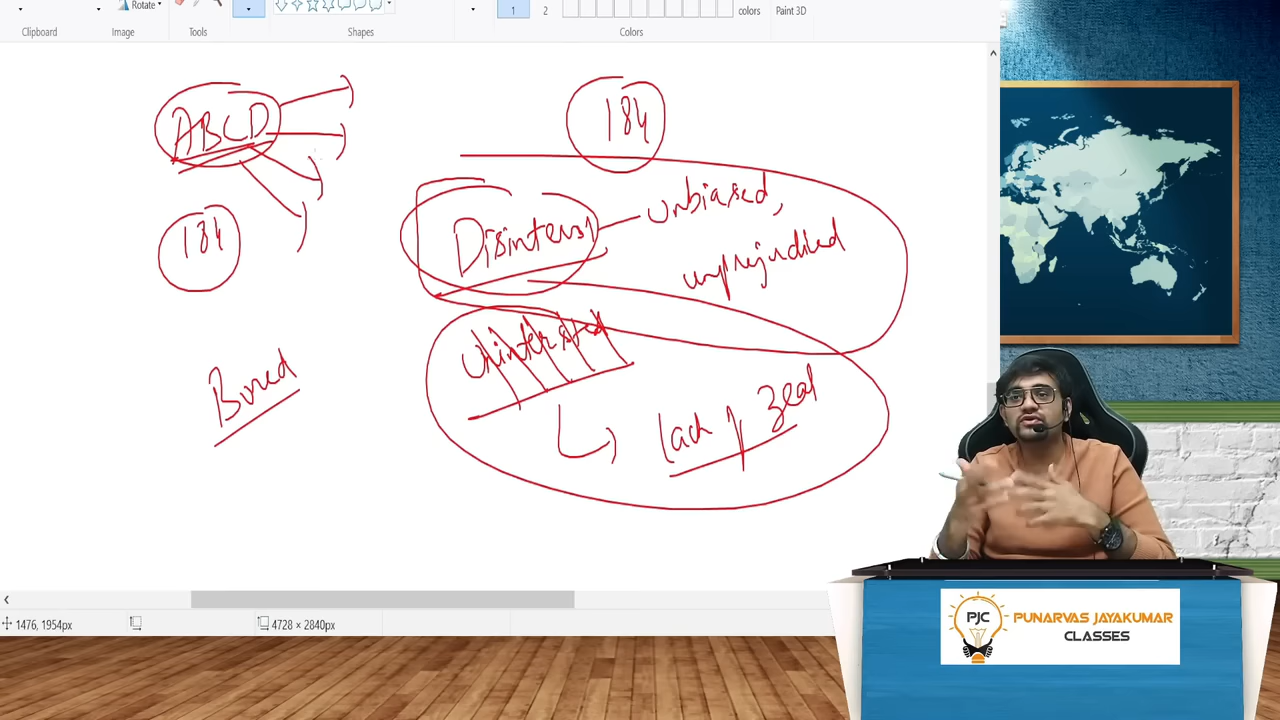 Rotate
1
2
colors
Paint 3D
Clipboard
Image
Tools
Shapes
Colors
ABCD
184
184
Disinterest
unbiased,
unprejudiced
uninterested
Bored
lack of zeal
1476, 1954px
4728 × 2840px
PJC
PUNARVAS JAYAKUMAR
CLASSES